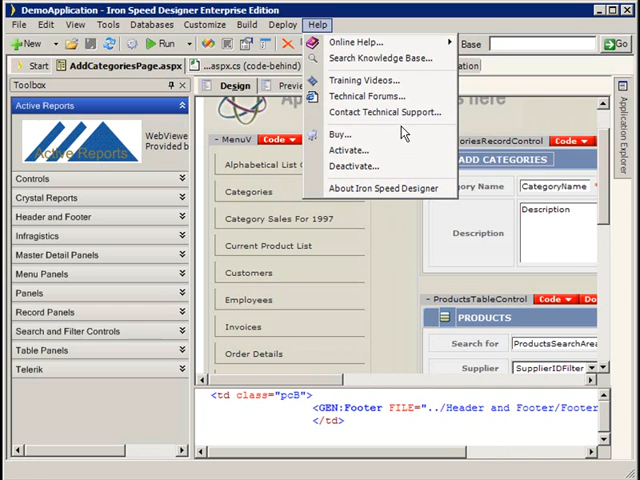 DemoApplication - Iron Speed Designer Enterprise Edition
File Edit View Tools Databases Customize Build Deploy Help
New Run Base Go
Start AddCategoriesPage.aspx ...aspx.cs (code-behind)
Toolbox
Design Preview
Active Reports
Active Reports
WebViewer
Provided b
Controls
Crystal Reports
Header and Footer
Infragistics
Master Detail Panels
Menu Panels
Panels
Record Panels
Search and Filter Controls
Table Panels
Telerik
Online Help...
Search Knowledge Base...
Training Videos...
Technical Forums...
Contact Technical Support...
Buy...
Activate...
Deactivate...
About Iron Speed Designer
MenuV Code
Alphabetical List
Categories
Category Sales For 1997
Current Product List
Customers
Employees
Invoices
Order Details
RecordControl Code
ADD CATEGORIES
Name CategoryName *
Description Description
ProductsTableControl Code Do
PRODUCTS
Search for ProductsSearchArea
Supplier SupplierIDFilter
<td class="pcB">
<GEN:Footer FILE="../Header and Footer/Footer
</td>